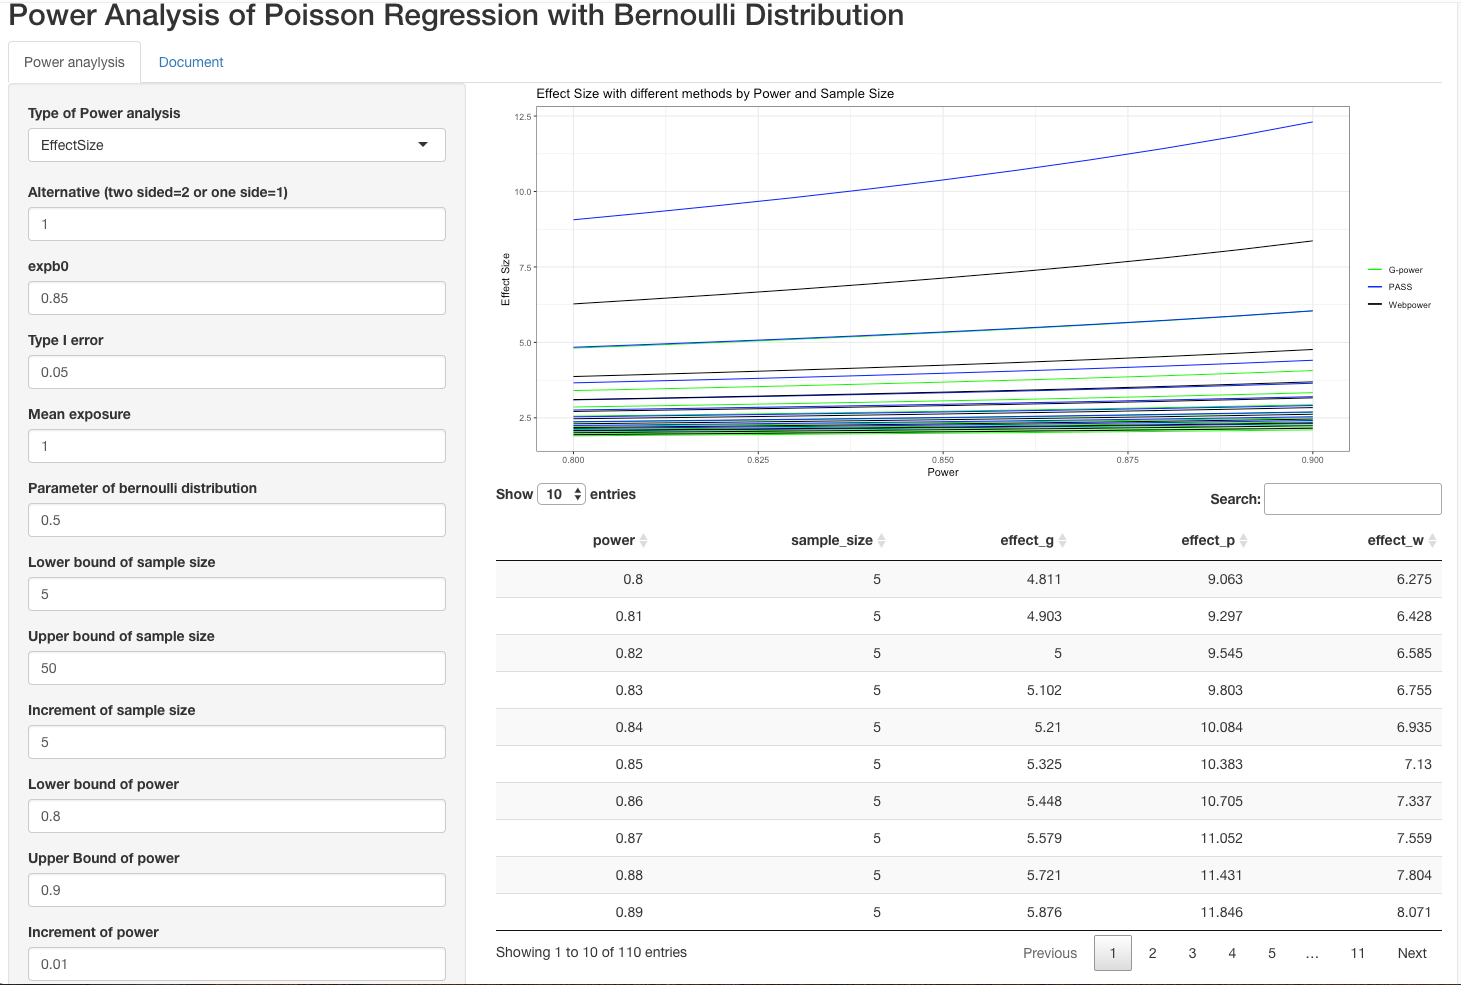 Power Analysis of Poisson Regression with Bernoulli Distribution
Power anaylysis
Document
Type of Power analysis
EffectSize
Alternative (two sided=2 or one side=1)
1
expb0
0.85
Type I error
0.05
Mean exposure
1
Parameter of bernoulli distribution
0.5
Lower bound of sample size
5
Upper bound of sample size
50
Increment of sample size
5
Lower bound of power
0.8
Upper Bound of power
0.9
Increment of power
0.01
Effect Size with different methods by Power and Sample Size
12.5
10.0
7.5
5.0
2.5
Effect Size
0.800 0.825 0.850 0.875 0.900
Power
G-power
PASS
Webpower
Show 10 entries
Search:
power sample_size effect_g effect_p effect_w
0.8 5 4.811 9.063 6.275
0.81 5 4.903 9.297 6.428
0.82 5 5 9.545 6.585
0.83 5 5.102 9.803 6.755
0.84 5 5.21 10.084 6.935
0.85 5 5.325 10.383 7.13
0.86 5 5.448 10.705 7.337
0.87 5 5.579 11.052 7.559
0.88 5 5.721 11.431 7.804
0.89 5 5.876 11.846 8.071
Showing 1 to 10 of 110 entries
Previous 1 2 3 4 5 … 11 Next